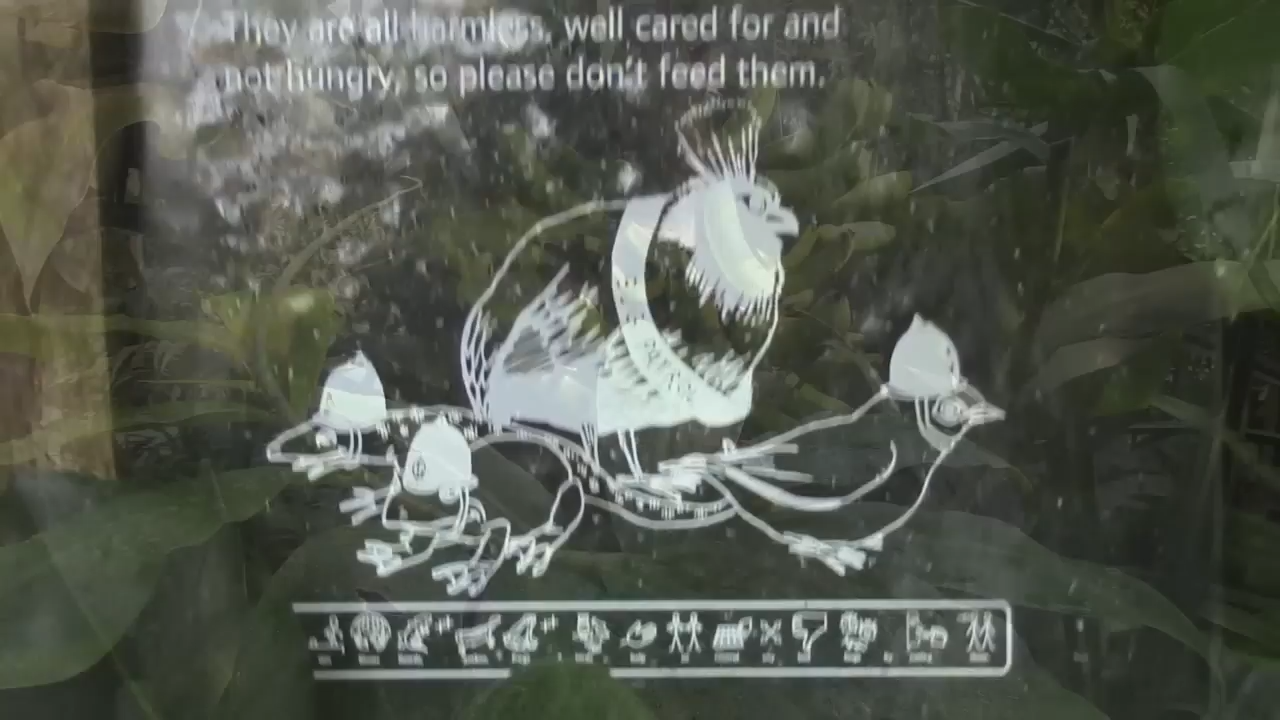 They are all harmless, well cared for and
not hungry, so please don't feed them.